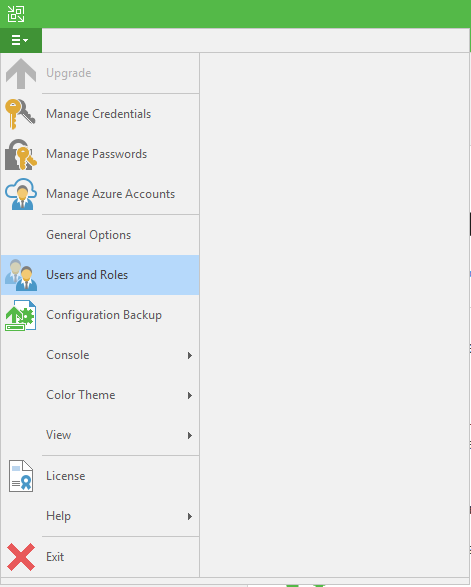 Upgrade
Manage Credentials
Manage Passwords
Manage Azure Accounts
General Options
Users and Roles
Configuration Backup
Console
Color Theme
View
License
Help
Exit